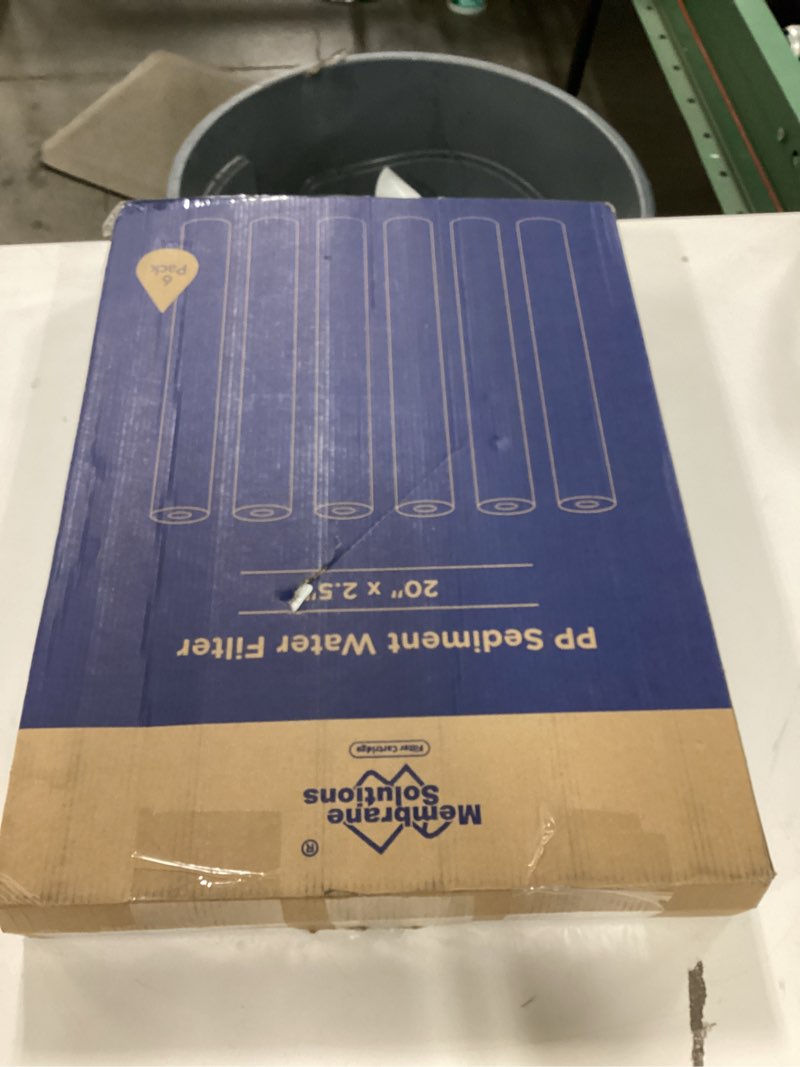 Membrane
Solutions
®
Filter Cartridge
PP Sediment Water Filter
20" x 2.5"
6
Pack